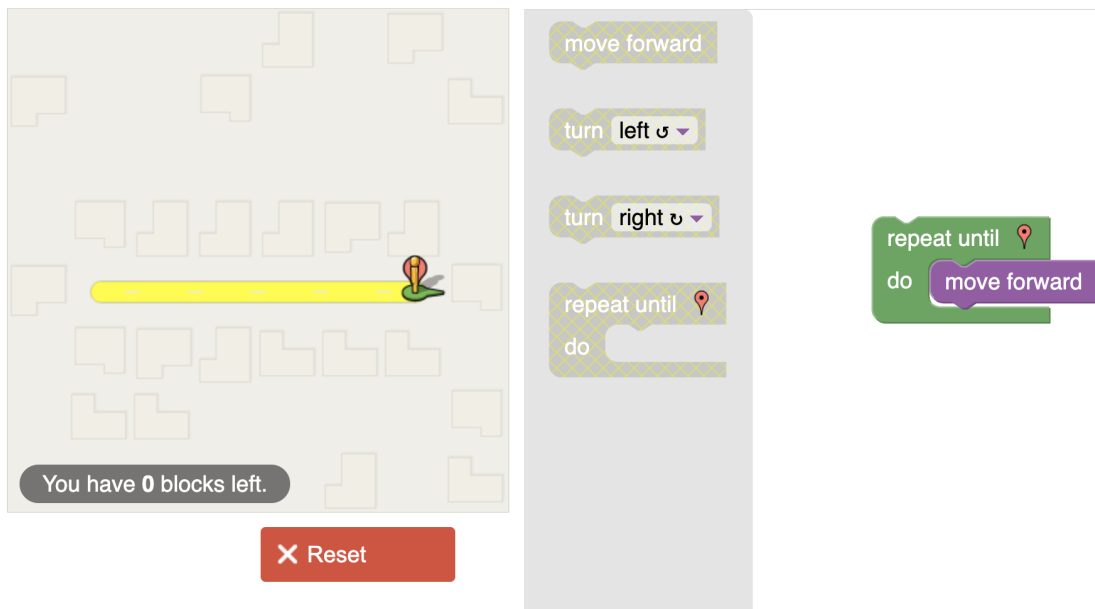 move forward
turn left ↺ ▼
turn right ↻ ▼
repeat until
do
repeat until
do move forward
You have 0 blocks left.
Reset